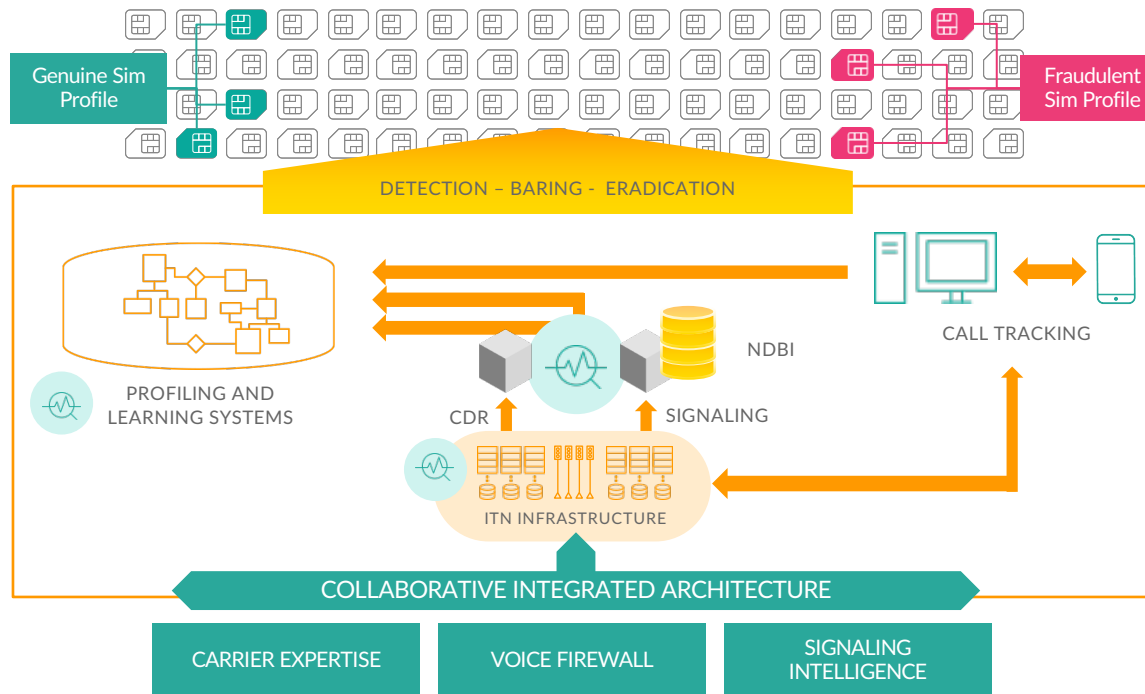 Genuine Sim
Profile
Fraudulent
Sim Profile
DETECTION – BARING - ERADICATION
PROFILING AND
LEARNING SYSTEMS
NDBI
CALL TRACKING
CDR
SIGNALING
ITN INFRASTRUCTURE
COLLABORATIVE INTEGRATED ARCHITECTURE
CARRIER EXPERTISE
VOICE FIREWALL
SIGNALING
INTELLIGENCE